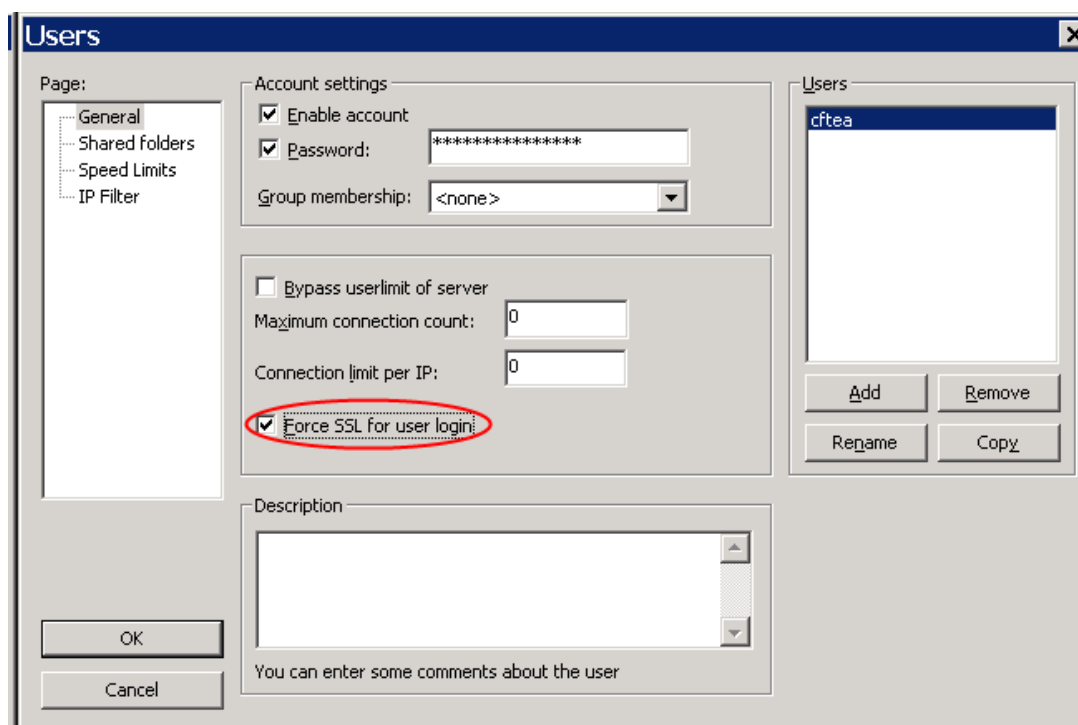 Users
Page:
General
Shared folders
Speed Limits
IP Filter
OK
Cancel
Account settings
Enable account
Password: ***************
Group membership: <none>
Bypass userlimit of server
Maximum connection count: 0
Connection limit per IP: 0
Force SSL for user login
Description
You can enter some comments about the user
Users
cftea
Add Remove
Rename Copy